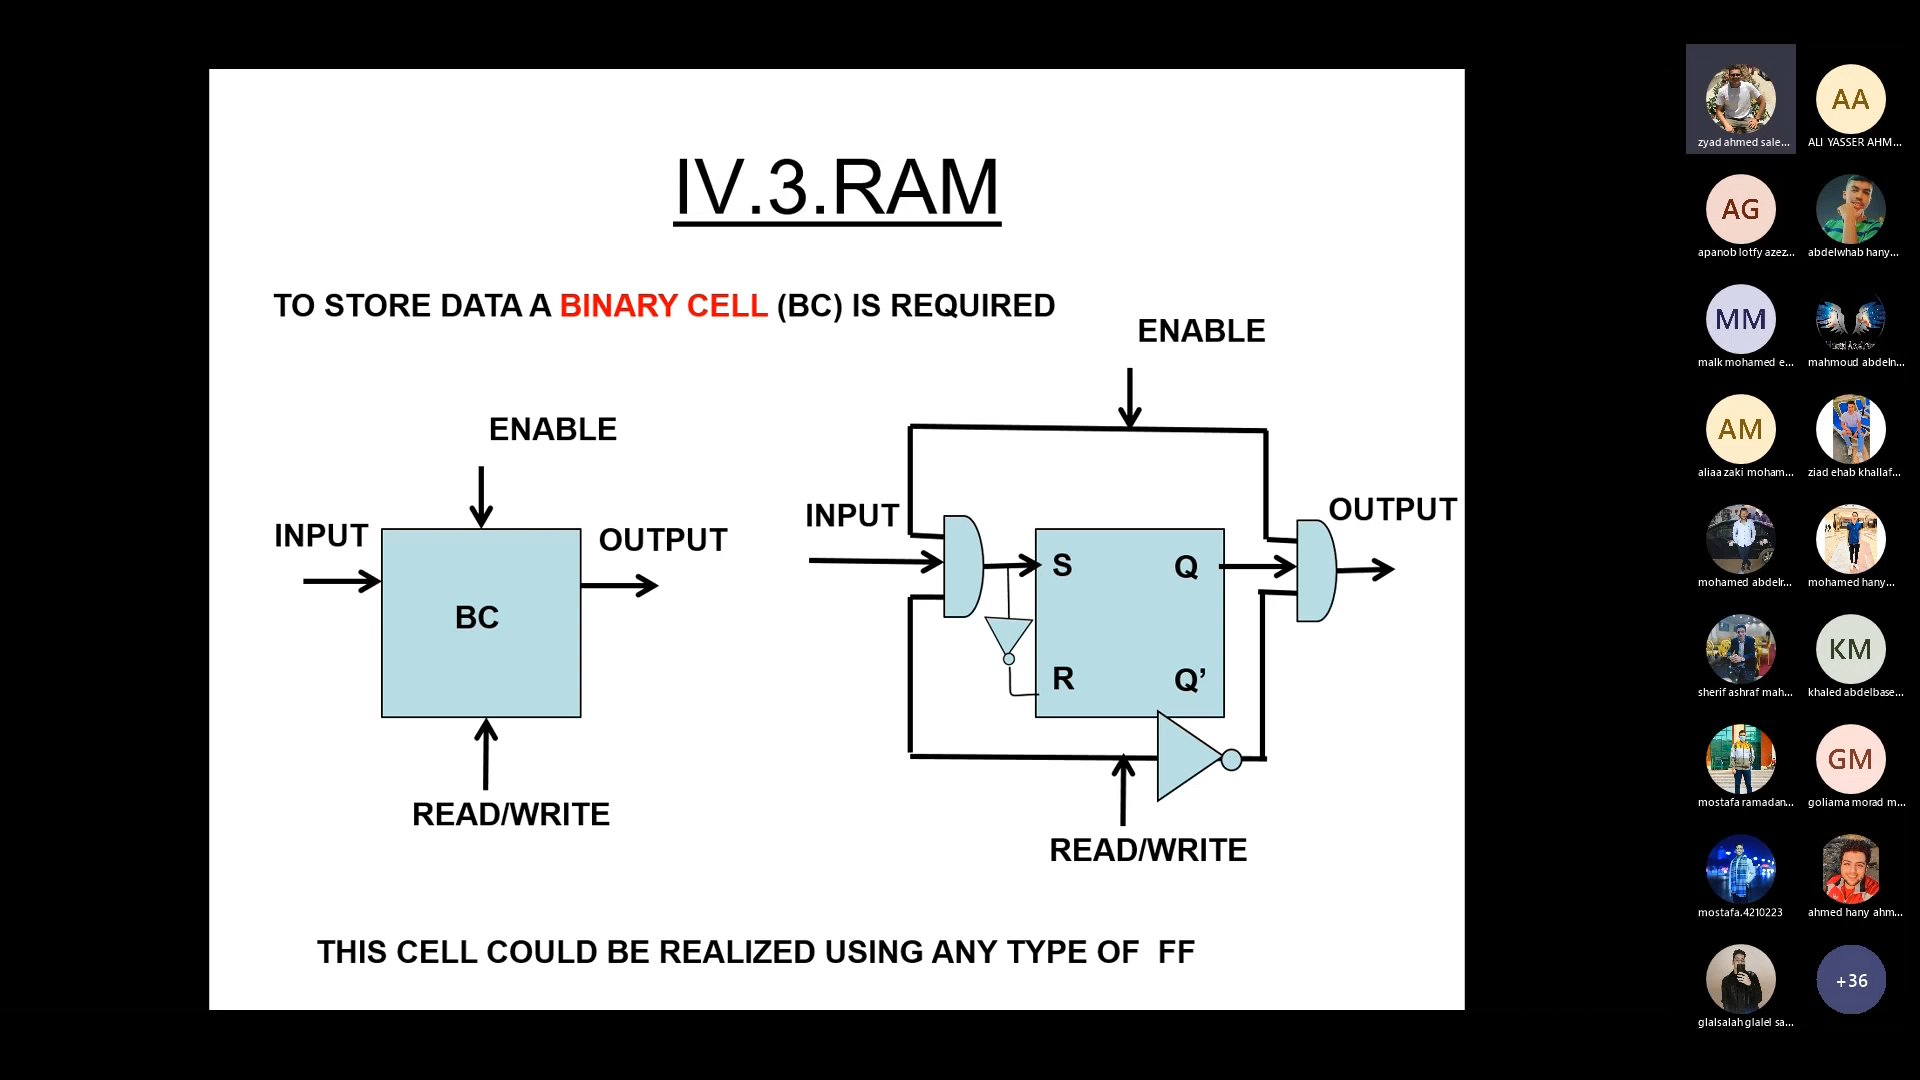 IV.3.RAM
TO STORE DATA A BINARY CELL (BC) IS REQUIRED
ENABLE
ENABLE
INPUT
OUTPUT
BC
READ/WRITE
INPUT
OUTPUT
S
Q
R
Q’
READ/WRITE
THIS CELL COULD BE REALIZED USING ANY TYPE OF FF
zyad ahmed sale...
AA
ALI YASSER AHM...
AG
apanob lotfy azez...
abdelwhab hany...
MM
malk mohamed e...
mahmoud abdeln...
AM
aliaa zaki moham...
ziad ehab khallaf...
mohamed abdelr...
mohamed hany...
sherif ashraf mah...
KM
khaled abdelbase...
mostafa ramadan...
GM
goliama morad m...
mostafa.4210223
ahmed hany ahm...
glalsalah glalel sa...
+36